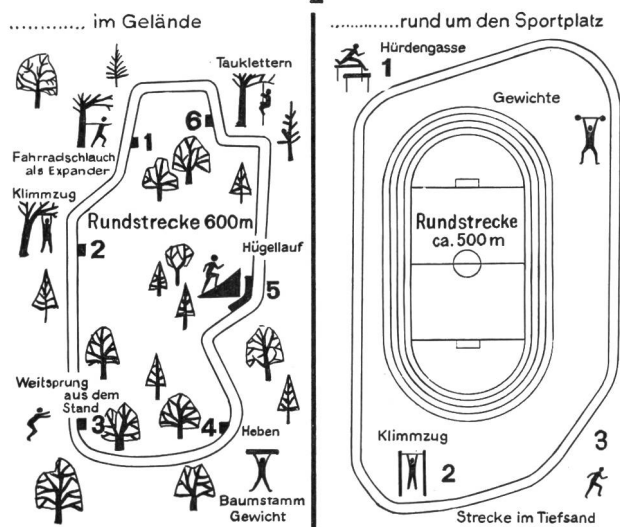 ............ im Gelände
Tauklettern
6
1
Fahrradschlauch
als Expander
Klimmzug
Rundstrecke 600m
2
Hügellauf
5
Weitsprung
aus dem
Stand
3
4
Heben
Baumstamm
Gewicht
............rund um den Sportplatz
Hürdengasse
1
Gewichte
Rundstrecke
ca. 500 m
Klimmzug
2
3
Strecke im Tiefsand